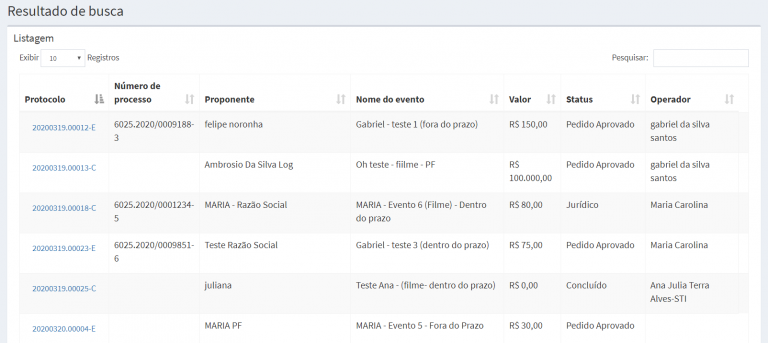 Resultado de busca
Listagem
Exibir 10 Registros Pesquisar:
Protocolo Número de processo Proponente Nome do evento Valor Status Operador
20200319.00012-E 6025.2020/0009188-3 felipe noronha Gabriel - teste 1 (fora do prazo) R$ 150,00 Pedido Aprovado gabriel da silva santos
20200319.00013-C Ambrosio Da Silva Log Oh teste - fiilme - PF R$ 100.000,00 Pedido Aprovado gabriel da silva santos
20200319.00018-C 6025.2020/0001234-5 MARIA - Razão Social MARIA - Evento 6 (Filme) - Dentro do prazo R$ 80,00 Jurídico Maria Carolina
20200319.00023-E 6025.2020/0009851-6 Teste Razão Social Gabriel - teste 3 (dentro do prazo) R$ 75,00 Pedido Aprovado Maria Carolina
20200319.00025-C juliana Teste Ana - (filme- dentro do prazo) R$ 0,00 Concluído Ana Julia Terra Alves-STI
20200320.00004-E MARIA PF MARIA - Evento 5 - Fora do Prazo R$ 30,00 Pedido Aprovado